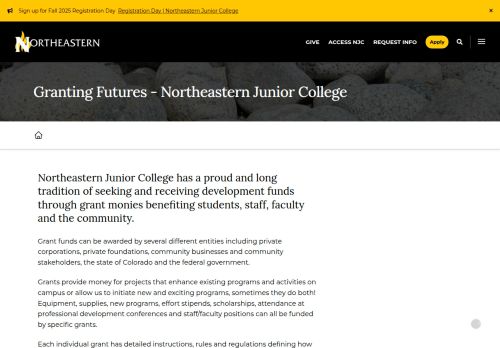 Sign up for Fall 2025 Registration Day Registration Day | Northeastern Junior College ×
NORTHEASTERN GIVE ACCESS NJC REQUEST INFO Apply
Granting Futures - Northeastern Junior College
Northeastern Junior College has a proud and long
tradition of seeking and receiving development funds
through grant monies benefiting students, staff, faculty
and the community.
Grant funds can be awarded by several different entities including private
corporations, private foundations, community businesses and community
stakeholders, the state of Colorado and the federal government.
Grants provide money for projects that enhance existing programs and activities on
campus or allow us to initiate new and exciting programs, sometimes they do both!
Equipment, supplies, new programs, effort stipends, scholarships, attendance at
professional development conferences and staff/faculty positions can all be funded
by specific grants.
Each individual grant has detailed instructions, rules and regulations defining how